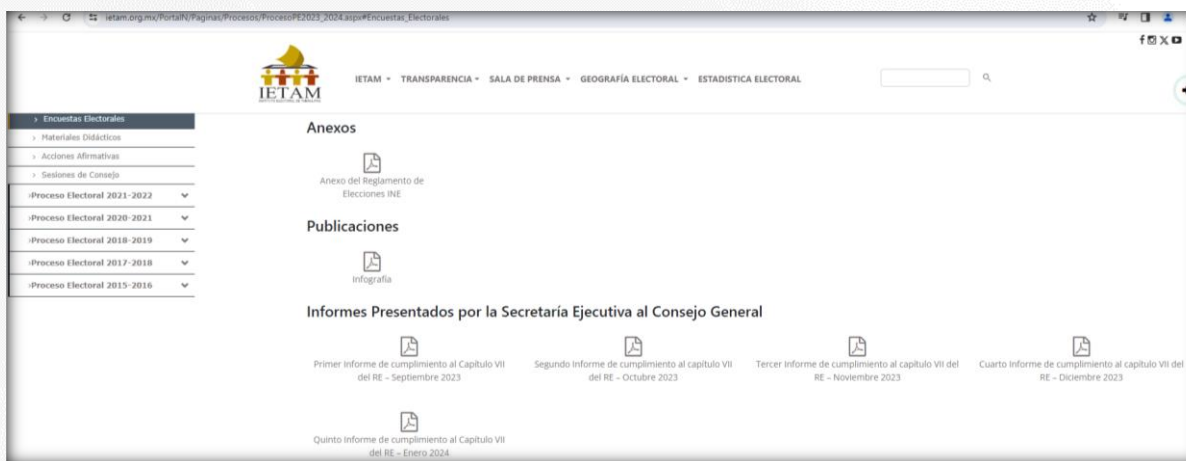 ietam.org.mx/PortalN/Paginas/Procesos/ProcesoPE2023_2024.aspx#Encuestas_Electorales
IETAM
IETAM TRANSPARENCIA SALA DE PRENSA GEOGRAFÍA ELECTORAL ESTADISTICA ELECTORAL
> Encuestas Electorales
> Materiales Didácticos
> Acciones Afirmativas
> Sesiones de Consejo
›Proceso Electoral 2021-2022
›Proceso Electoral 2020-2021
›Proceso Electoral 2018-2019
›Proceso Electoral 2017-2018
›Proceso Electoral 2015-2016
Anexos
Anexo del Reglamento de
Elecciones INE
Publicaciones
Infografía
Informes Presentados por la Secretaría Ejecutiva al Consejo General
Primer Informe de cumplimiento al Capítulo VII
del RE – Septiembre 2023
Segundo Informe de cumplimiento al capítulo VII
del RE – Octubre 2023
Tercer Informe de cumplimiento al capítulo VII del
RE – Noviembre 2023
Cuarto Informe de cumplimiento al capítulo VII del
RE – Diciembre 2023
Quinto Informe de cumplimiento al Capítulo VII
del RE – Enero 2024